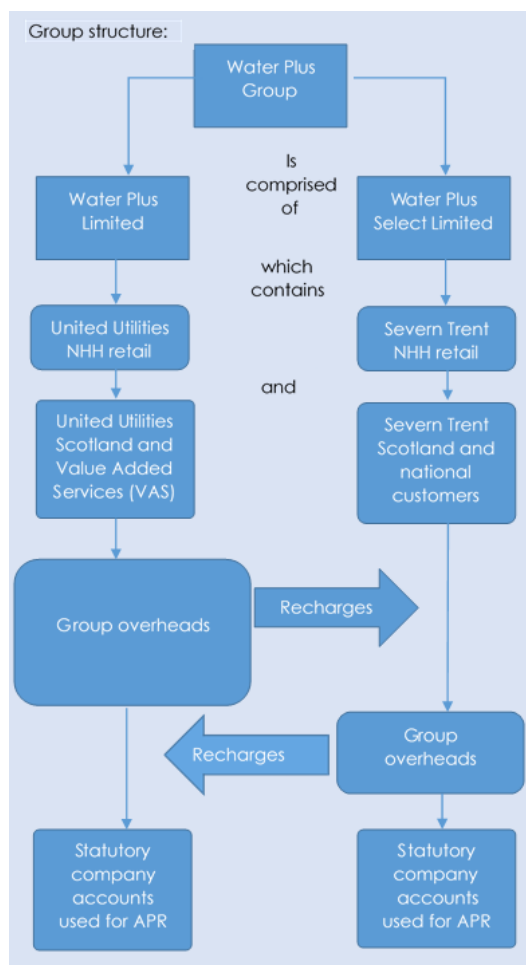 Group structure:
Water Plus
Group
Is
comprised
of
Water Plus
Limited
Water Plus
Select Limited
which
contains
United Utilities
NHH retail
Severn Trent
NHH retail
and
United Utilities
Scotland and
Value Added
Services (VAS)
Severn Trent
Scotland and
national
customers
Group overheads
Recharges
Recharges
Group
overheads
Statutory
company
accounts
used for APR
Statutory
company
accounts
used for APR